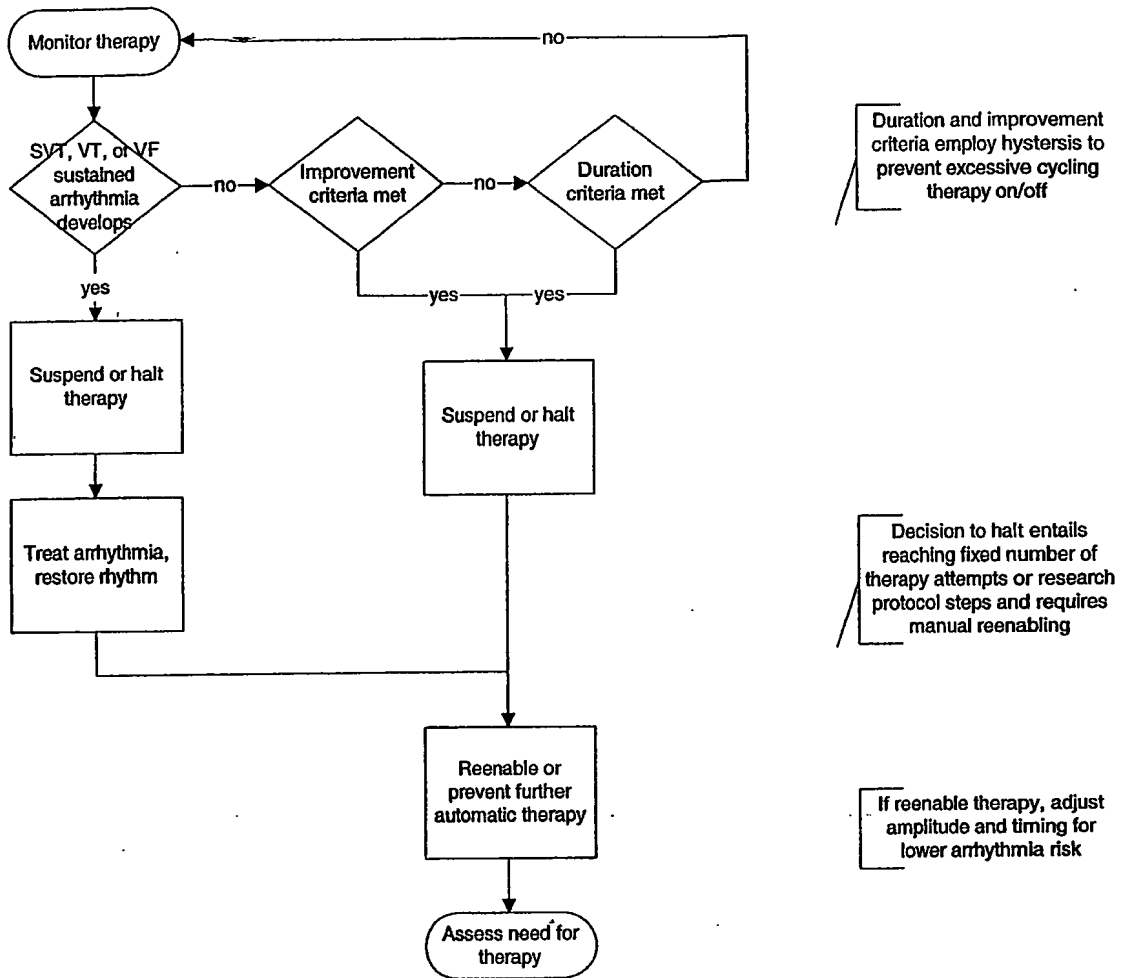 Monitor therapy
no
SVT, VT, or VF
sustained
arrhythmia
develops
no
Improvement
criteria met
no
Duration
criteria met
Duration and improvement
criteria employ hystersis to
prevent excessive cycling
therapy on/off
yes
yes
yes
Suspend or halt
therapy
Suspend or halt
therapy
Treat arrhythmia,
restore rhythm
Decision to halt entails
reaching fixed number of
therapy attempts or research
protocol steps and requires
manual reenabling
Reenable or
prevent further
automatic therapy
If reenable therapy, adjust
amplitude and timing for
lower arrhythmia risk
Assess need for
therapy